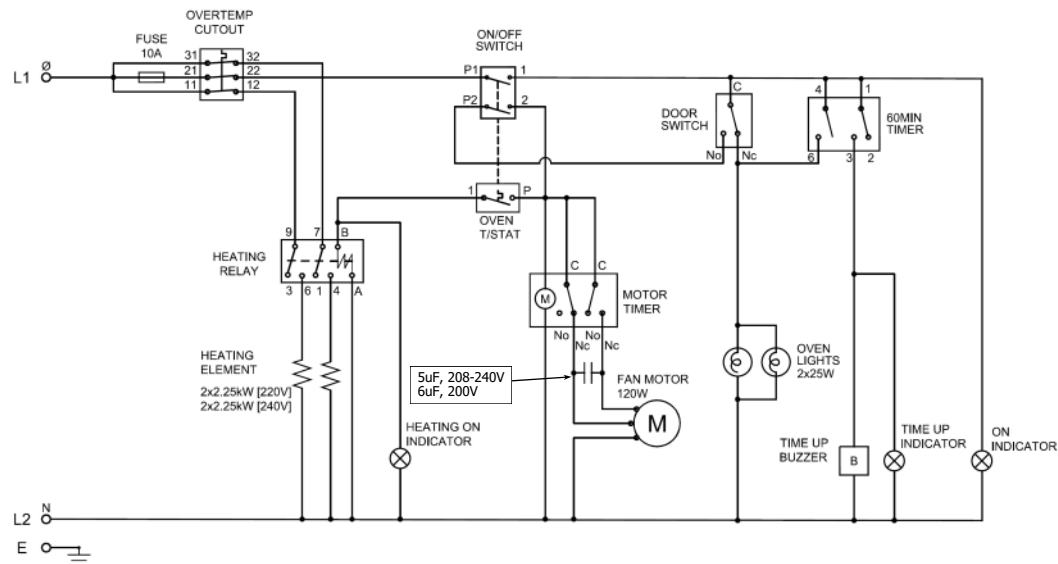 OVERTEMP
CUTOUT
FUSE
10A
31
32
21
22
11
12
L1
Ø
ON/OFF
SWITCH
P1
1
P2
2
DOOR
SWITCH
C
No
Nc
4
1
60MIN
TIMER
6
3
2
1
P
OVEN
T/STAT
HEATING
RELAY
9
7
B
3
6
1
4
A
C
C
M
MOTOR
TIMER
No
Nc
No
Nc
HEATING
ELEMENT
2x2.25kW [220V]
2x2.25kW [240V]
5uF, 208-240V
6uF, 200V
FAN MOTOR
120W
M
OVEN
LIGHTS
2x25W
HEATING ON
INDICATOR
TIME UP
BUZZER
B
TIME UP
INDICATOR
ON
INDICATOR
L2
N
E